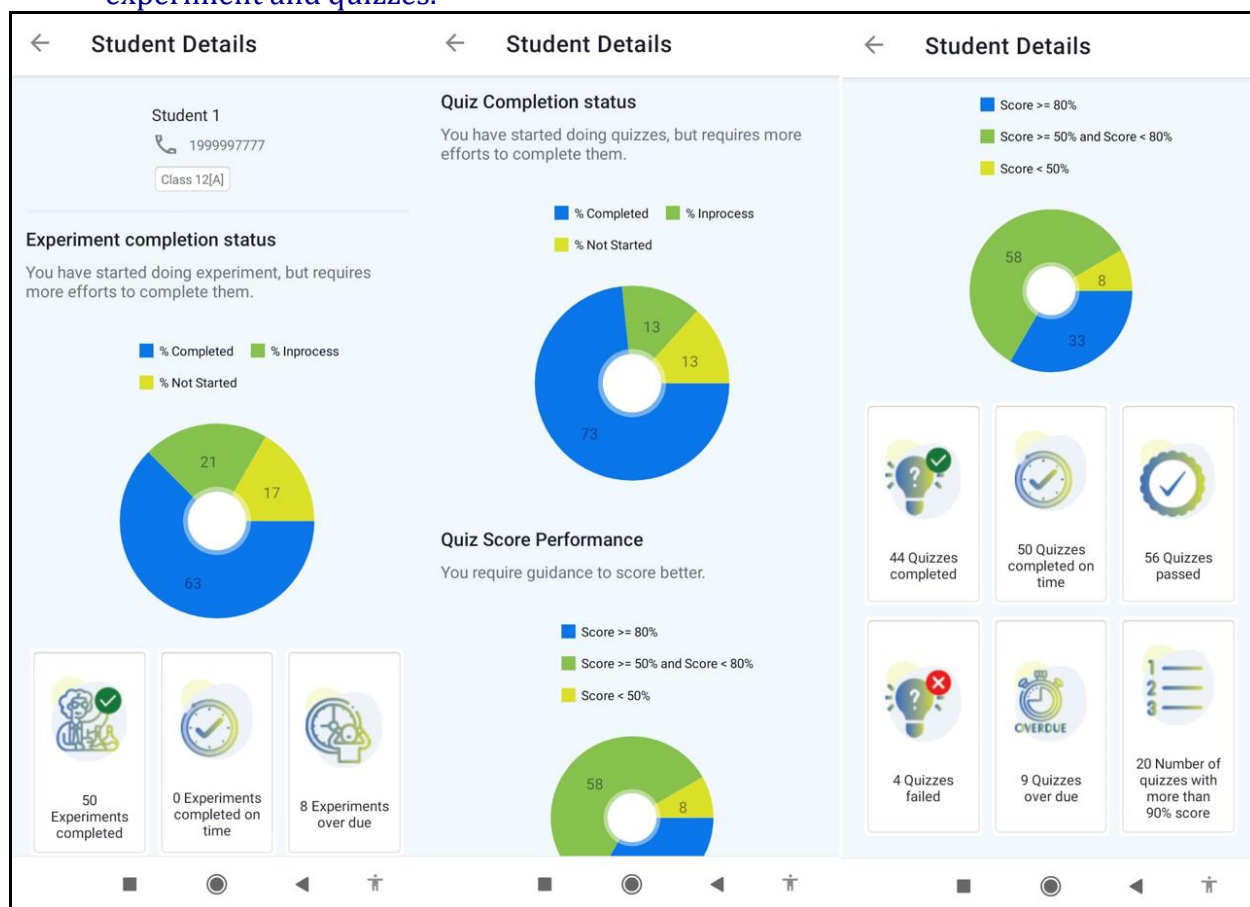 experiment and quizzes.
Student Details
Student 1
1999997777
Class 12[A]
Experiment completion status
You have started doing experiment, but requires
more efforts to complete them.
% Completed
% Inprocess
% Not Started
21
17
63
50
Experiments
completed
0 Experiments
completed on
time
8 Experiments
over due
Student Details
Quiz Completion status
You have started doing quizzes, but requires more
efforts to complete them.
% Completed
% Inprocess
% Not Started
13
13
73
Quiz Score Performance
You require guidance to score better.
Score >= 80%
Score >= 50% and Score < 80%
Score < 50%
58
8
Student Details
Score >= 80%
Score >= 50% and Score < 80%
Score < 50%
58
8
33
44 Quizzes
completed
50 Quizzes
completed on
time
56 Quizzes
passed
4 Quizzes
failed
OVERDUE
9 Quizzes
over due
1
2
3
20 Number of
quizzes with
more than
90% score